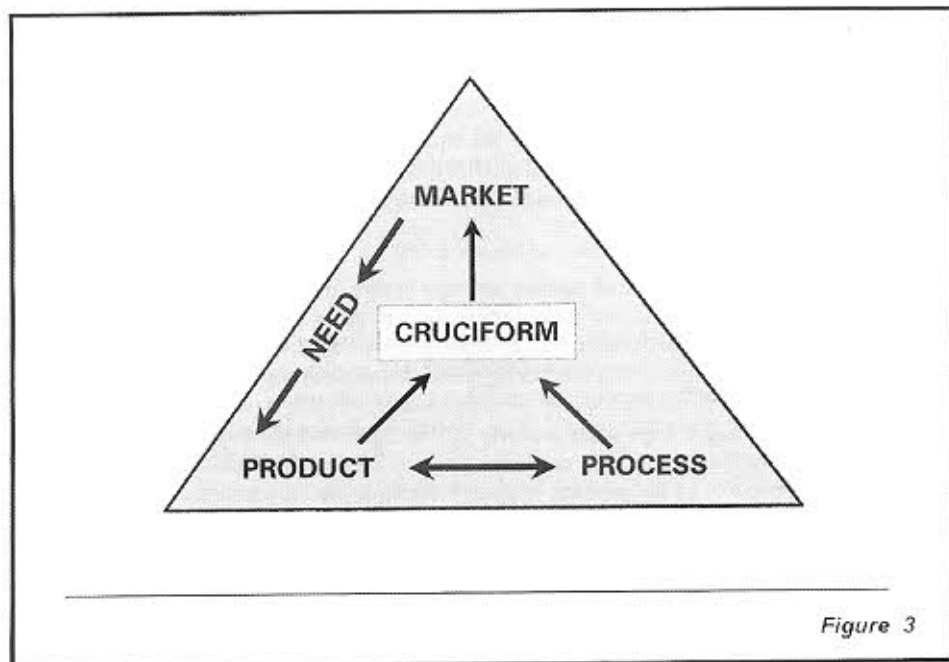 MARKET
NEED
CRUCIFORM
PRODUCT
PROCESS
Figure 3